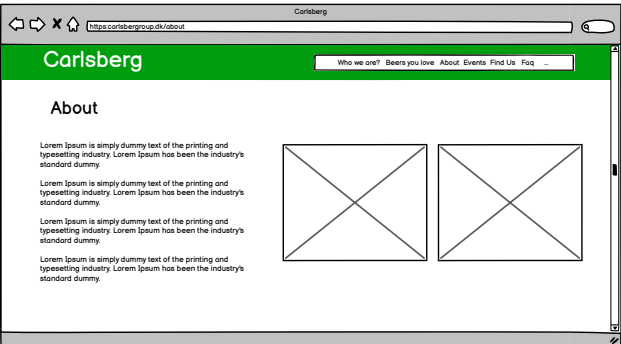 Carlsberg
https:carlsbergroup.dk/about
Carlsberg
Who we are? Beers you love About Events Find Us Faq ...
About
Lorem Ipsum is simply dummy text of the printing and
typesetting industry. Lorem Ipsum has been the industry's
standard dummy.
Lorem Ipsum is simply dummy text of the printing and
typesetting industry. Lorem Ipsum has been the industry's
standard dummy.
Lorem Ipsum is simply dummy text of the printing and
typesetting industry. Lorem Ipsum has been the industry's
standard dummy.
Lorem Ipsum is simply dummy text of the printing and
typesetting industry. Lorem Ipsum has been the industry's
standard dummy.